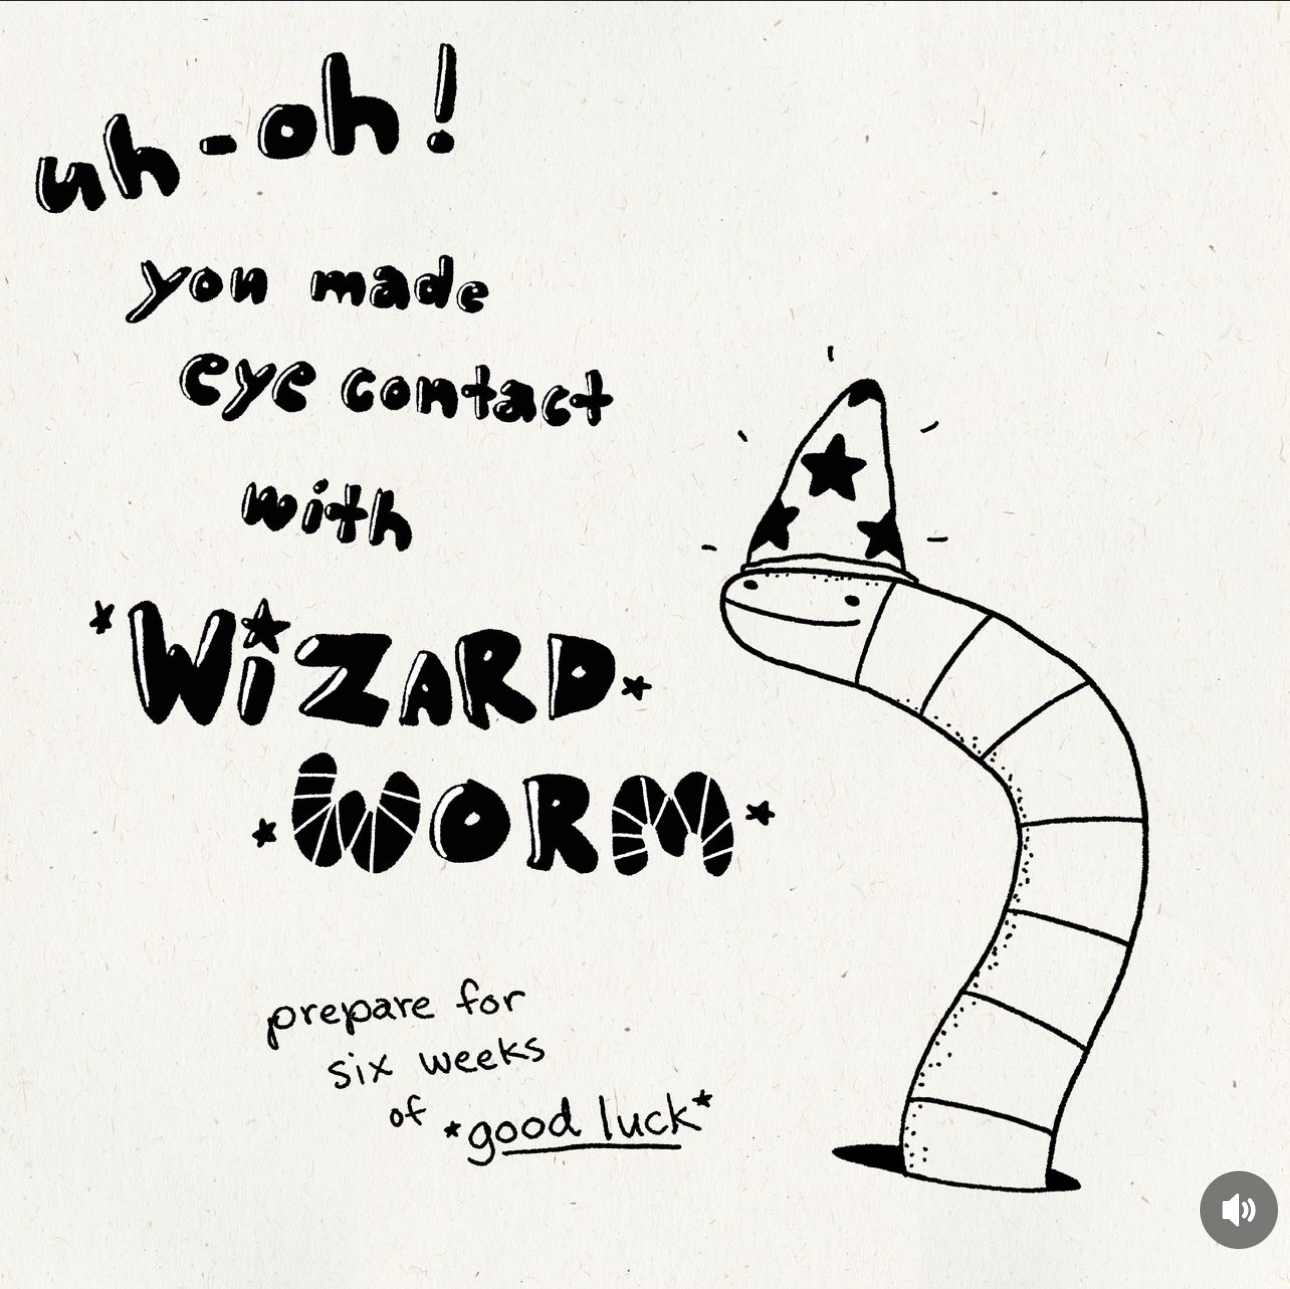 uh-oh!
you made
eye contact
with
*WiZARD*
*WORM*
prepare for
six weeks
of *good luck*